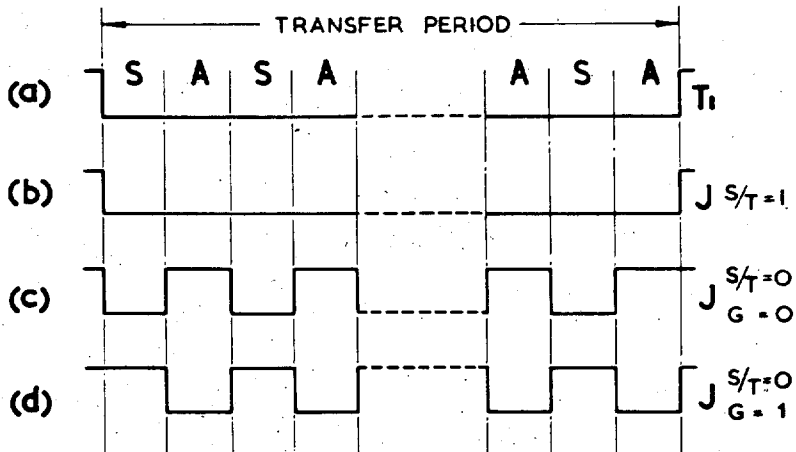 TRANSFER PERIOD
S A S A A S A
(a) T1
(b) J S/T=1
(c) J S/T=0
G = 0
(d) J S/T=0
G = 1